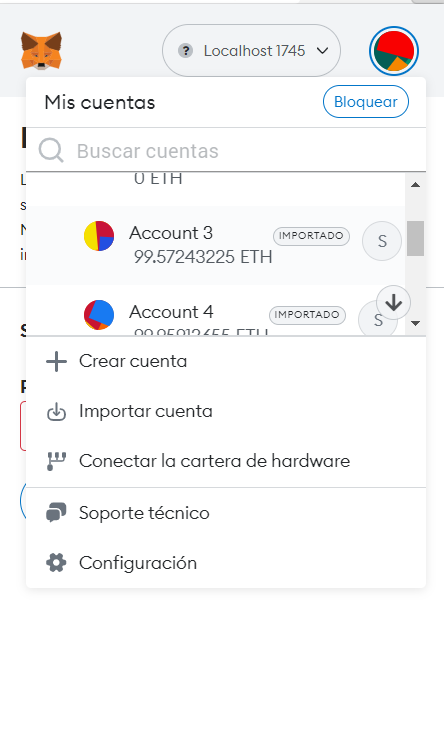 Localhost 1745
Mis cuentas
Bloquear
Buscar cuentas
0 ETH
Account 3
IMPORTADO
S
99.57243225 ETH
Account 4
IMPORTADO
S
Crear cuenta
Importar cuenta
Conectar la cartera de hardware
Soporte técnico
Configuración